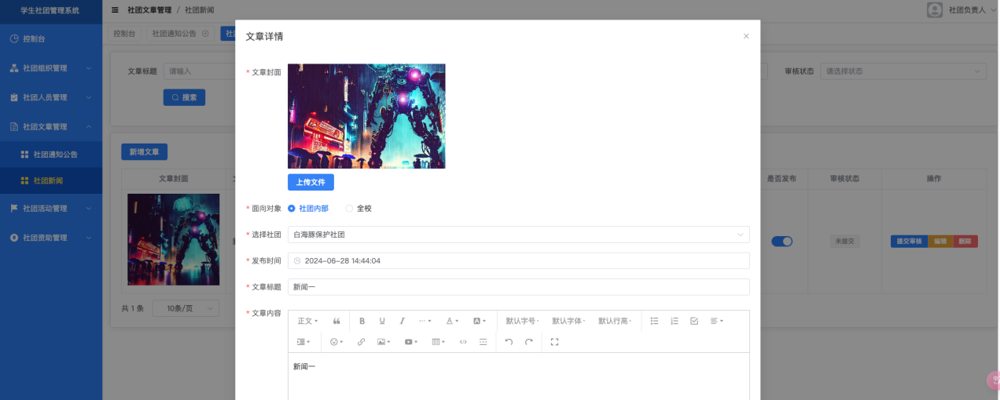 学生社团管理系统
社团文章管理 / 社团新闻
社团负责人
控制台
社团组织管理
社团人员管理
社团文章管理
社团通知公告
社团新闻
社团活动管理
社团资助管理
控制台 社团通知公告
文章标题 请输入
审核状态 请选择状态
搜索
新增文章
文章封面 是否发布 审核状态 操作
未提交 提交审核 编辑 删除
共 1 条 10条/页
文章详情
* 文章封面
上传文件
* 面向对象 社团内部 全校
* 选择社团 白海豚保护社团
* 发布时间 2024-06-28 14:44:04
* 文章标题 新闻一
* 文章内容
正文 B U I ··· A A 默认字号 默认字体 默认行高
新闻一